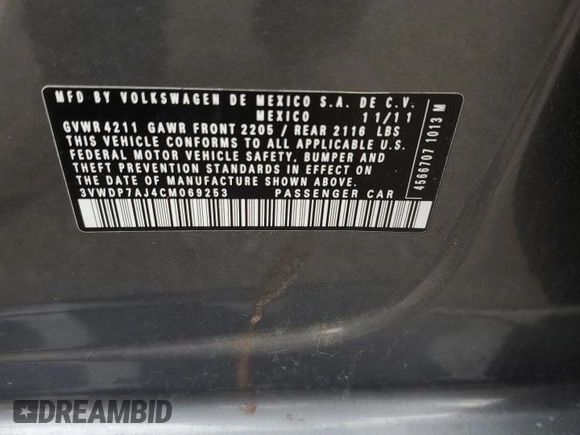 MFD BY VOLKSWAGEN DE MEXICO S.A. DE C.V.
MEXICO 11/11
GVWR 4211 GAWR FRONT 2205 / REAR 2116 LBS
THIS VEHICLE CONFORMS TO ALL APPLICABLE U.S.
FEDERAL MOTOR VEHICLE SAFETY, BUMPER AND
THEFT PREVENTION STANDARDS IN EFFECT ON
THE DATE OF MANUFACTURE SHOWN ABOVE.
3VWDP7AJ4CM069253 PASSENGER CAR
4566707 1013 M
DREAMBID